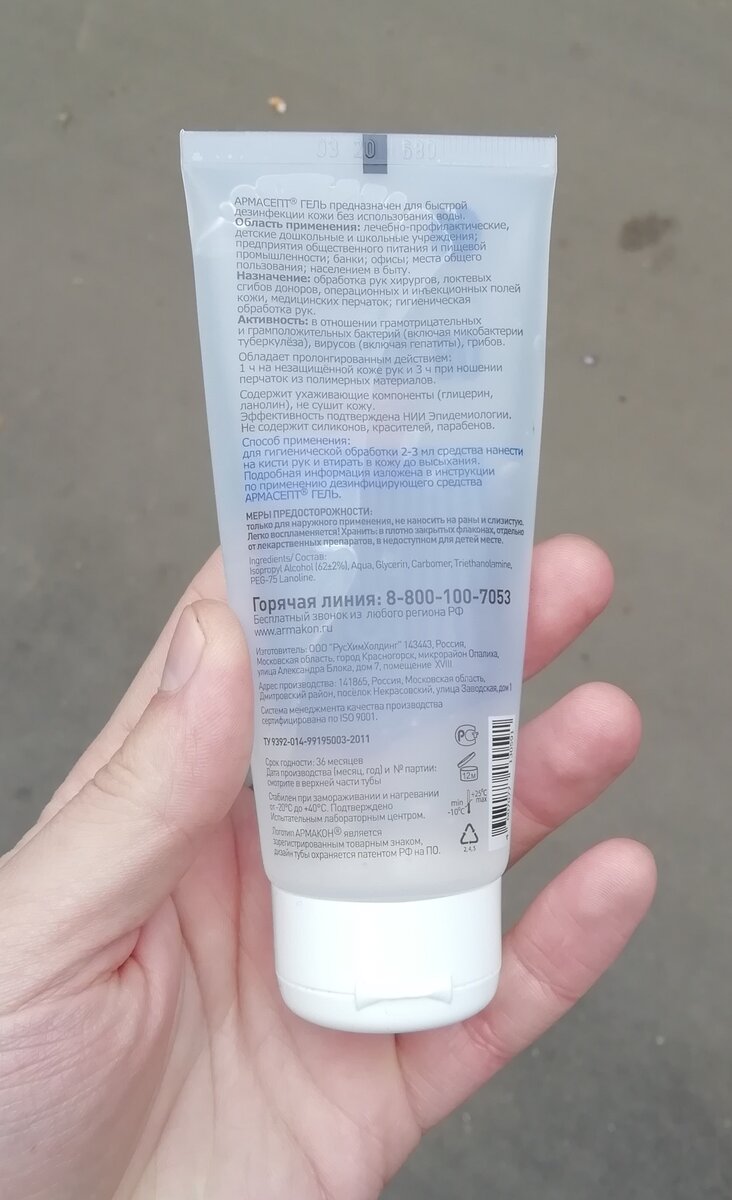 03 20 680
АРМАСЕПТ® ГЕЛЬ предназначен для быстрой
дезинфекции кожи без использования воды.
Область применения: лечебно-профилактические,
детские дошкольные и школьные учреждения;
предприятия общественного питания и пищевой
промышленности; банки; офисы; места общего
пользования; населением в быту.
Назначение: обработка рук хирургов, локтевых
сгибов доноров, операционных и инъекционных полей
кожи, медицинских перчаток; гигиеническая
обработка рук.
Активность: в отношении грамотрицательных
и грамположительных бактерий (включая микобактерии
туберкулёза), вирусов (включая гепатиты), грибов.
Обладает пролонгированным действием:
1 ч на незащищённой коже рук и 3 ч при ношении
перчаток из полимерных материалов.
Содержит ухаживающие компоненты (глицерин,
ланолин), не сушит кожу.
Эффективность подтверждена НИИ Эпидемиологии.
Не содержит силиконов, красителей, парабенов.
Способ применения:
для гигиенической обработки 2-3 мл средства нанести
на кисти рук и втирать в кожу до высыхания.
Подробная информация изложена в инструкции
по применению дезинфицирующего средства
АРМАСЕПТ® ГЕЛЬ.
МЕРЫ ПРЕДОСТОРОЖНОСТИ:
только для наружного применения, не наносить на раны и слизистую.
Легко воспламеняется! Хранить: в плотно закрытых флаконах, отдельно
от лекарственных препаратов, в недоступном для детей месте.
Ingredients/ Состав:
Isopropyl Alcohol (62±2%), Aqua, Glycerin, Carbomer, Triethanolamine,
PEG-75 Lanoline.
Горячая линия: 8-800-100-7053
Бесплатный звонок из любого региона РФ
www.armakon.ru
Изготовитель: ООО "РусХимХолдинг" 143443, Россия,
Московская область, город Красногорск, микрорайон Опалиха,
улица Александра Блока, дом 7, помещение XVIII
Адрес производства: 141865, Россия, Московская область,
Дмитровский район, посёлок Некрасовский, улица Заводская, дом 1
Система менеджмента качества производства
сертифицирована по ISO 9001.
ТУ 9392-014-99195003-2011
Срок годности: 36 месяцев
Дата производства (месяц, год) и № партии:
смотрите в верхней части тубы
Стабилен при замораживании и нагревании
от -20°C до +40°C. Подтверждено
Испытательным лабораторным центром.
Логотип АРМАКОН® является
зарегистрированным товарным знаком,
дизайн тубы охраняется патентом РФ на ПО.
РСТ
12м
+25°C
max
min
-10°C
2,4,5